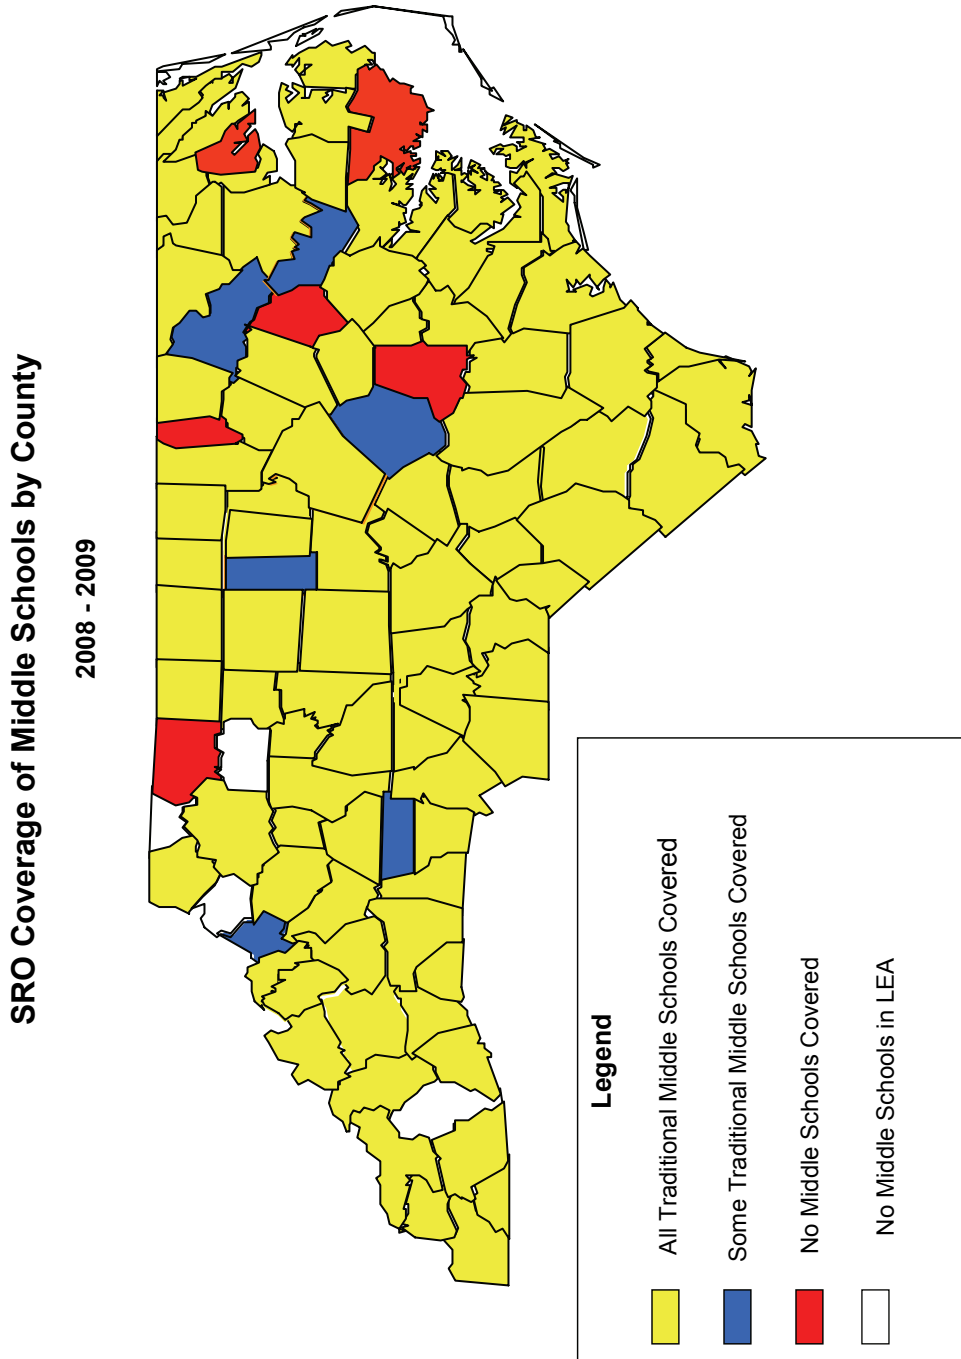 SRO Coverage of Middle Schools by County
2008 - 2009
Legend
All Traditional Middle Schools Covered
Some Traditional Middle Schools Covered
No Middle Schools Covered
No Middle Schools in LEA